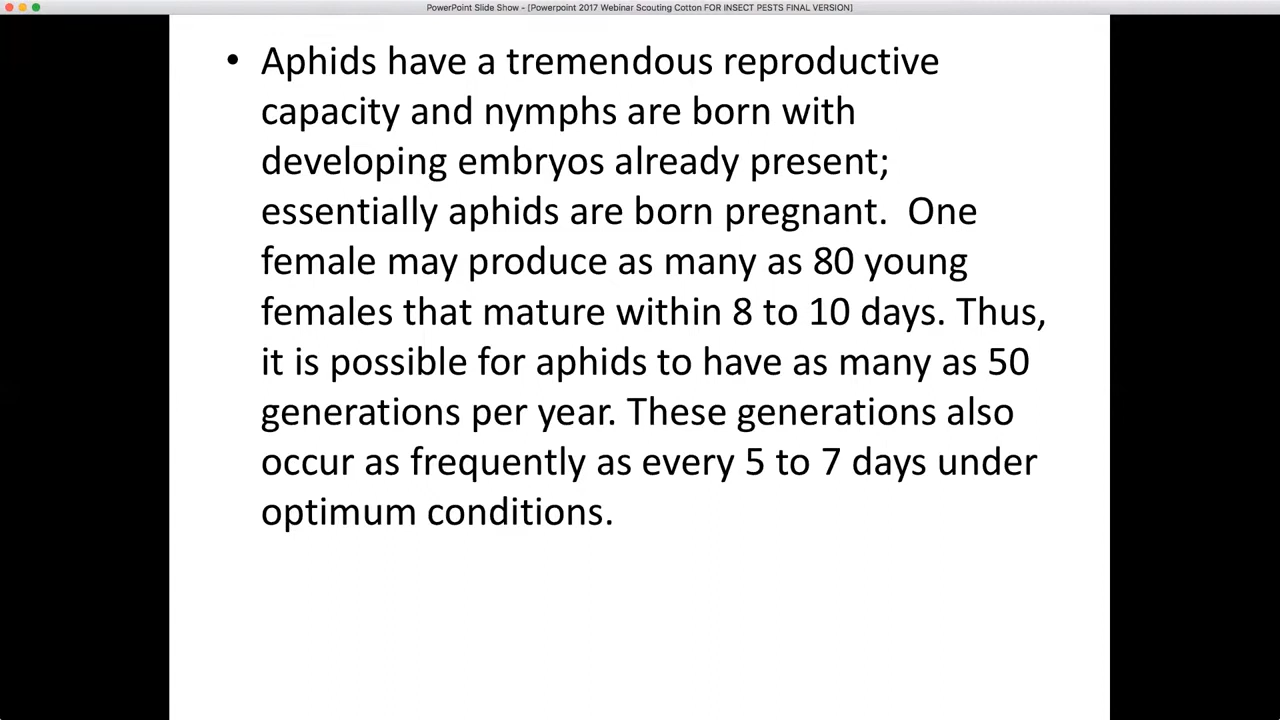 PowerPoint Slide Show - [Powerpoint 2017 Webinar Scouting Cotton FOR INSECT PESTS FINAL VERSION]
• Aphids have a tremendous reproductive
capacity and nymphs are born with
developing embryos already present;
essentially aphids are born pregnant.  One
female may produce as many as 80 young
females that mature within 8 to 10 days. Thus,
it is possible for aphids to have as many as 50
generations per year. These generations also
occur as frequently as every 5 to 7 days under
optimum conditions.